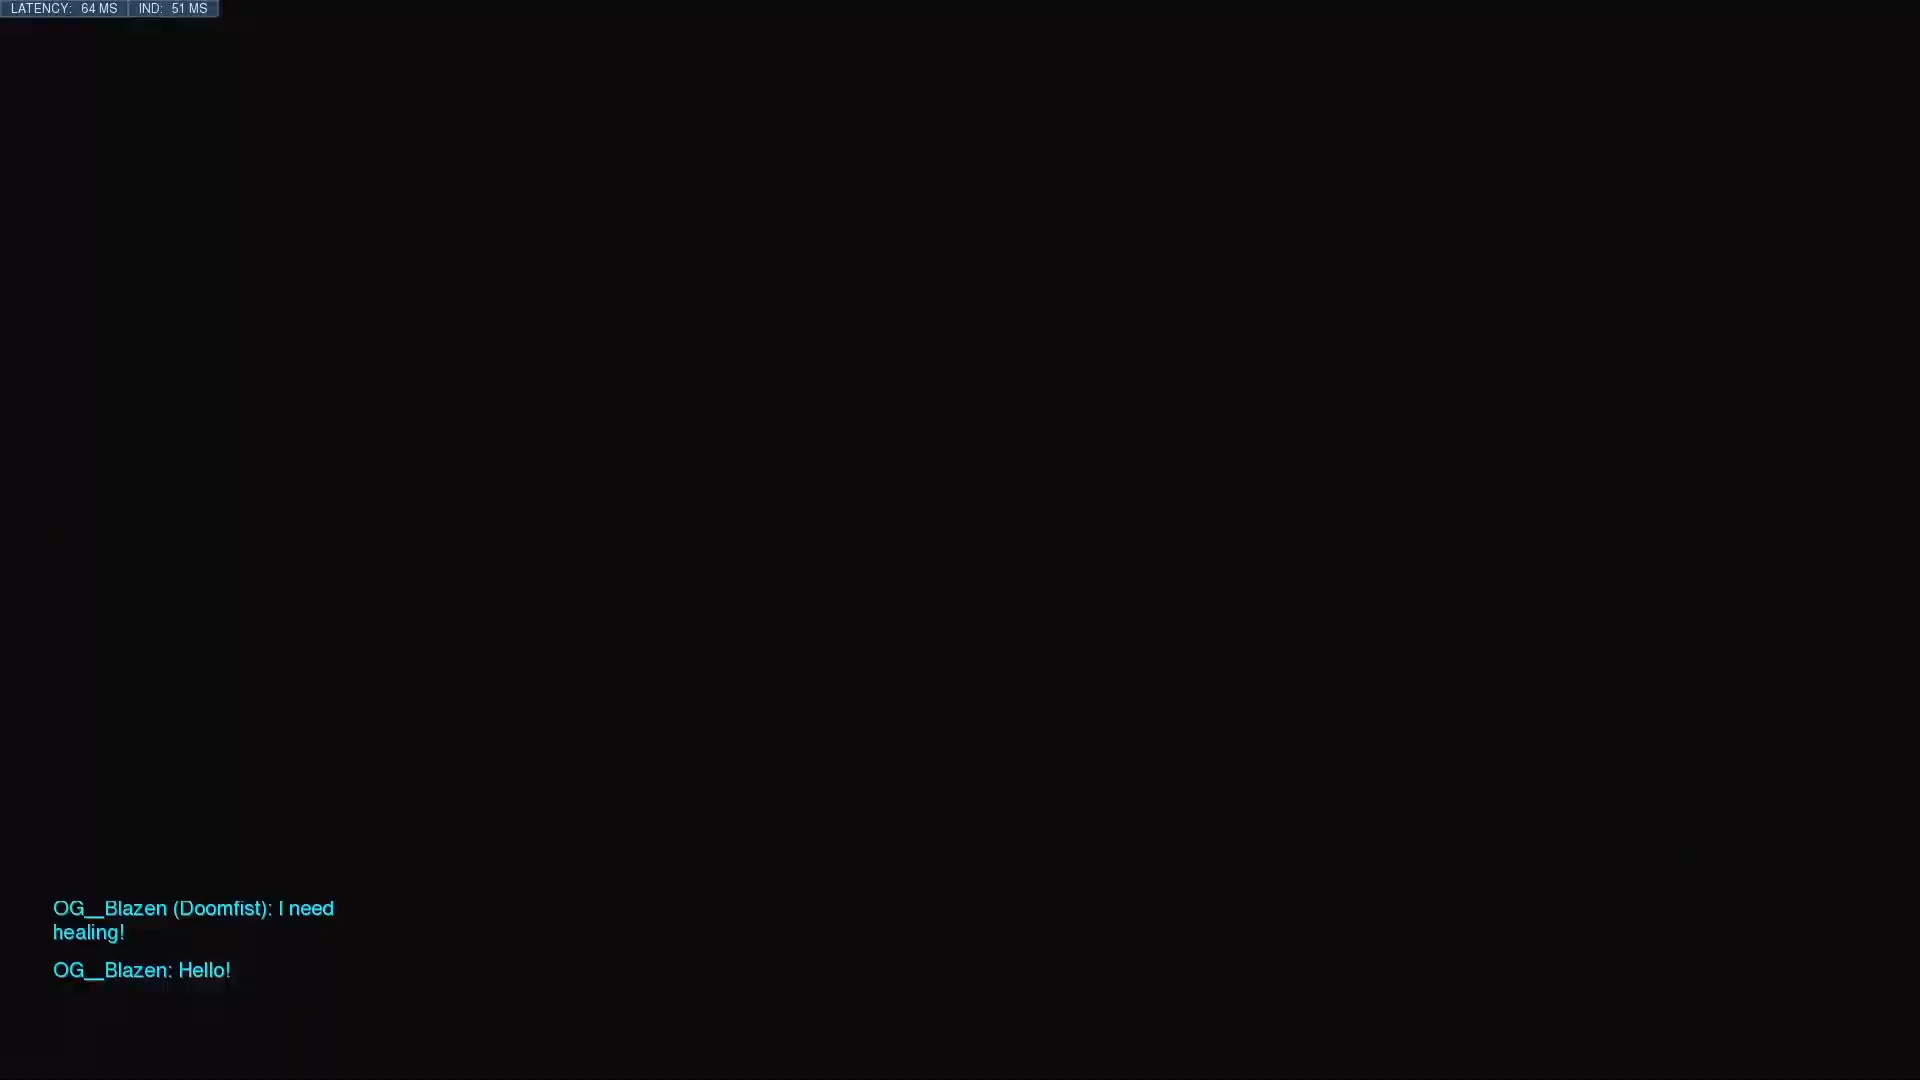 LATENCY: 64 MS IND: 51 MS
OG__Blazen (Doomfist): I need
healing!
OG__Blazen: Hello!